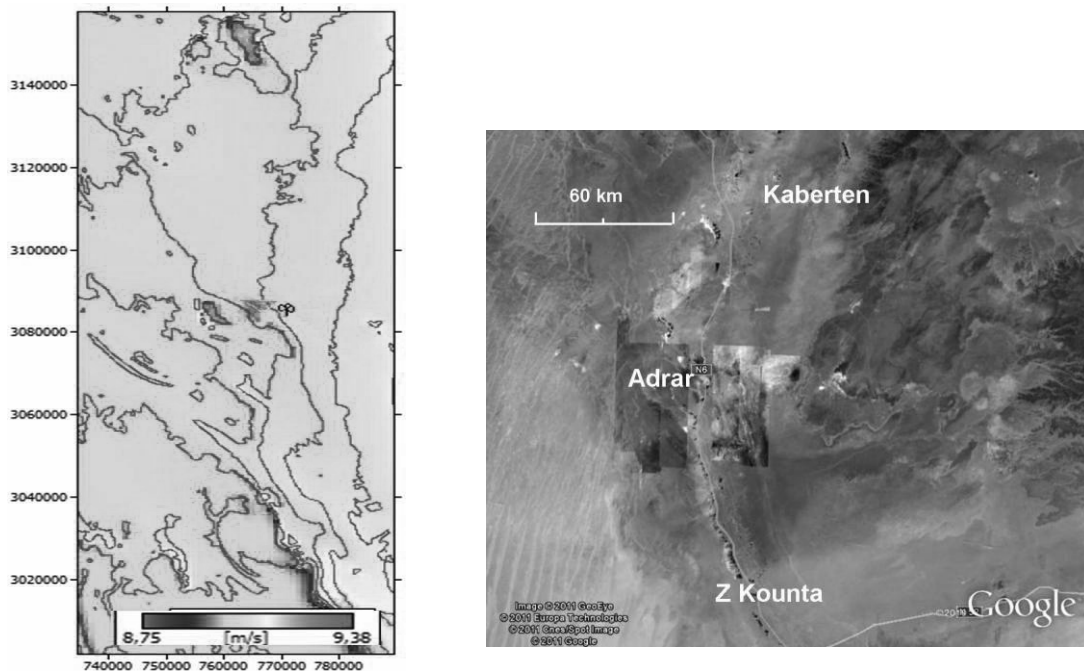 3140000
3120000
3100000
3080000
3060000
3040000
3020000
8,75 [m/s] 9,38
740000 750000 760000 770000 780000
Kaberten
60 km
N6
Adrar
Z Kounta
Image © 2011 GeoEye
© 2011 Europa Technologies
© 2011 Cnes/Spot Image
© 2011 Google
Google